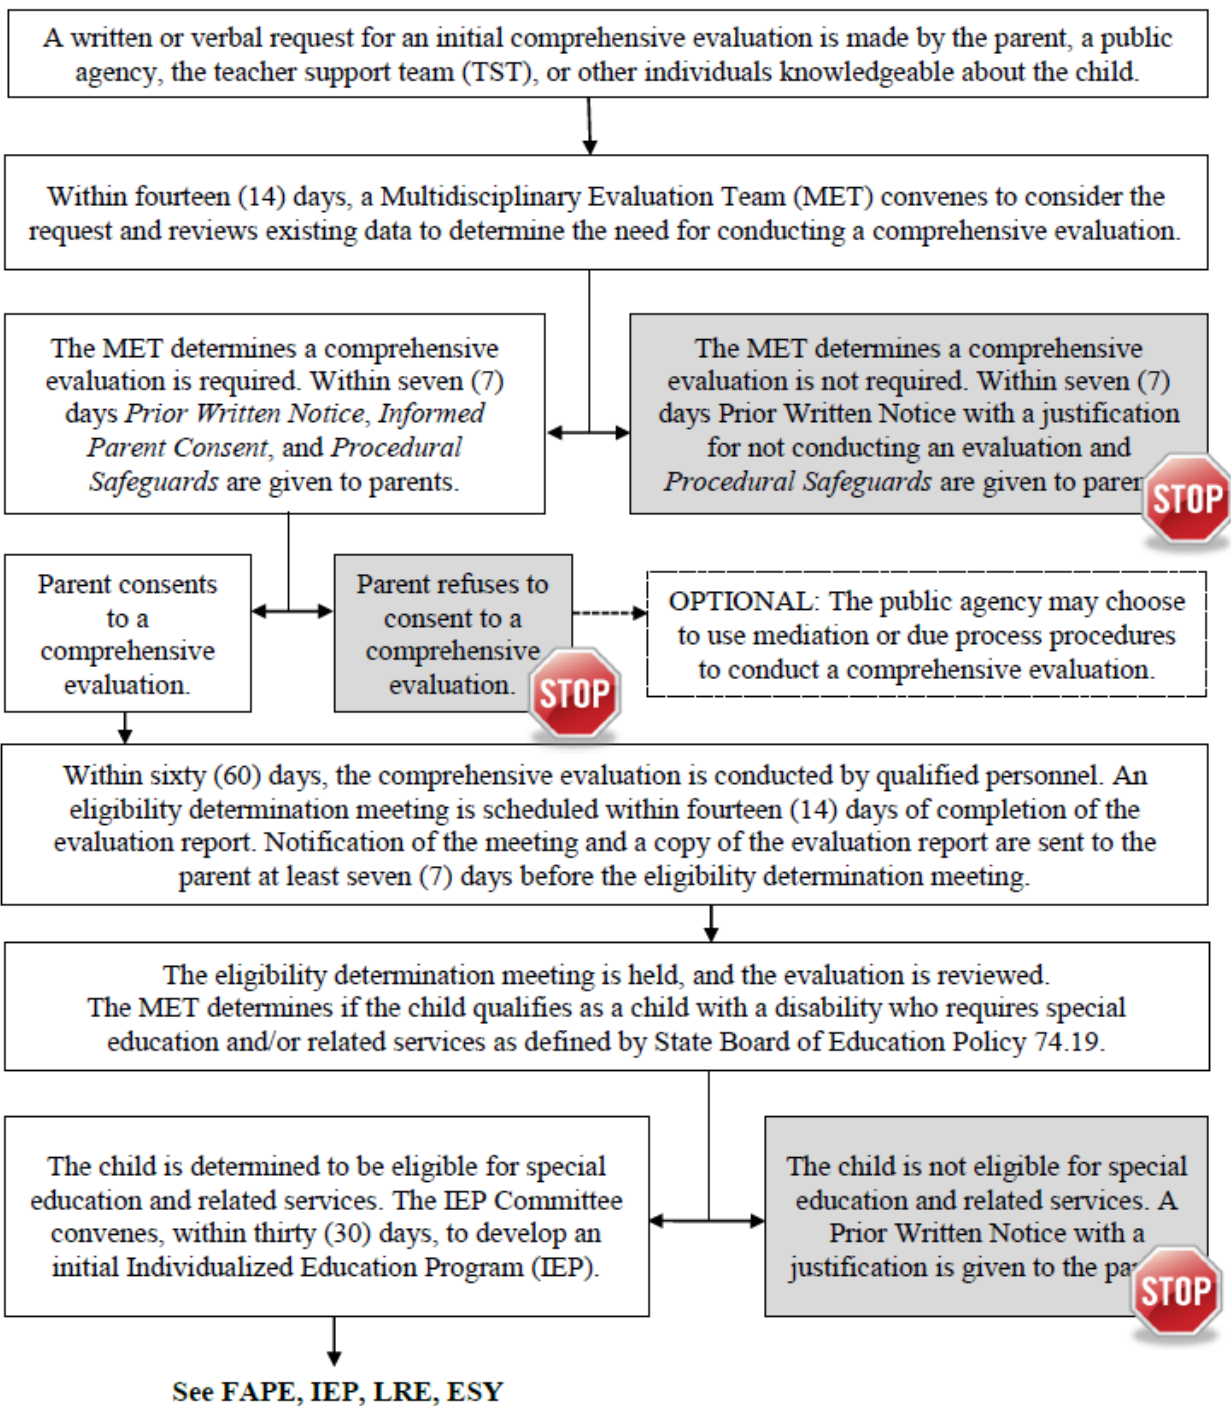 A written or verbal request for an initial comprehensive evaluation is made by the parent, a public
agency, the teacher support team (TST), or other individuals knowledgeable about the child.
Within fourteen (14) days, a Multidisciplinary Evaluation Team (MET) convenes to consider the
request and reviews existing data to determine the need for conducting a comprehensive evaluation.
The MET determines a comprehensive
evaluation is required. Within seven (7)
days Prior Written Notice, Informed
Parent Consent, and Procedural
Safeguards are given to parents.
The MET determines a comprehensive
evaluation is not required. Within seven (7)
days Prior Written Notice with a justification
for not conducting an evaluation and
Procedural Safeguards are given to
STOP
Parent consents
to a
comprehensive
evaluation.
Parent refuses to
consent to a
comprehensive
evaluation.
STOP
OPTIONAL: The public agency may choose
to use mediation or due process procedures
to conduct a comprehensive evaluation.
Within sixty (60) days, the comprehensive evaluation is conducted by qualified personnel. An
eligibility determination meeting is scheduled within fourteen (14) days of completion of the
evaluation report. Notification of the meeting and a copy of the evaluation report are sent to the
parent at least seven (7) days before the eligibility determination meeting.
The eligibility determination meeting is held, and the evaluation is reviewed.
The MET determines if the child qualifies as a child with a disability who requires special
education and/or related services as defined by State Board of Education Policy 74.19.
The child is determined to be eligible for special
education and related services. The IEP Committee
convenes, within thirty (30) days, to develop an
initial Individualized Education Program (IEP).
The child is not eligible for special
education and related services. A
Prior Written Notice with a
justification is given to the
STOP
See FAPE, IEP, LRE, ESY